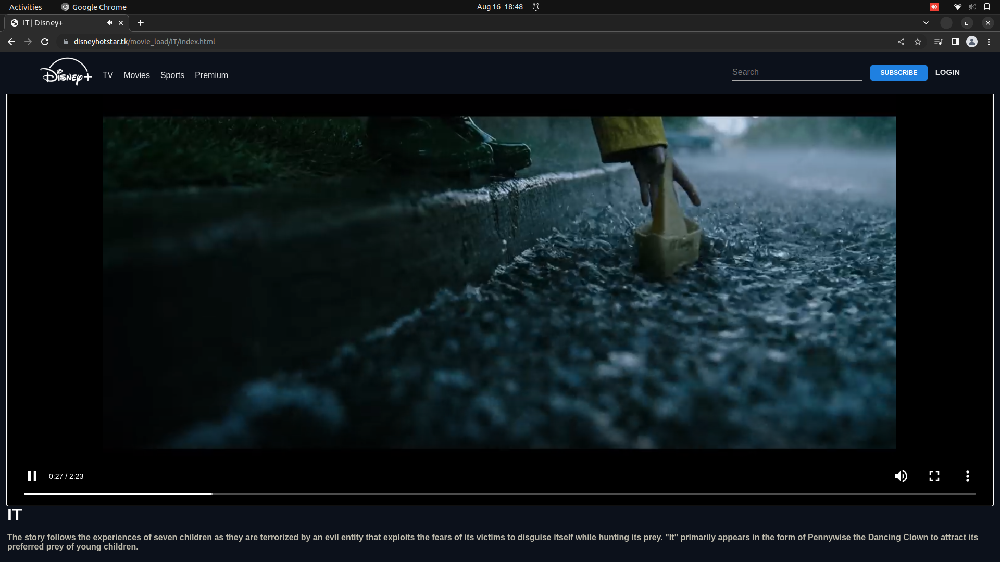 Activities Google Chrome Aug 16 18:48
IT | Disney+
disneyhotstar.tk/movie_load/IT/index.html
Disney+ TV Movies Sports Premium Search SUBSCRIBE LOGIN
0:27 / 2:23
IT
The story follows the experiences of seven children as they are terrorized by an evil entity that exploits the fears of its victims to disguise itself while hunting its prey. "It" primarily appears in the form of Pennywise the Dancing Clown to attract its
preferred prey of young children.